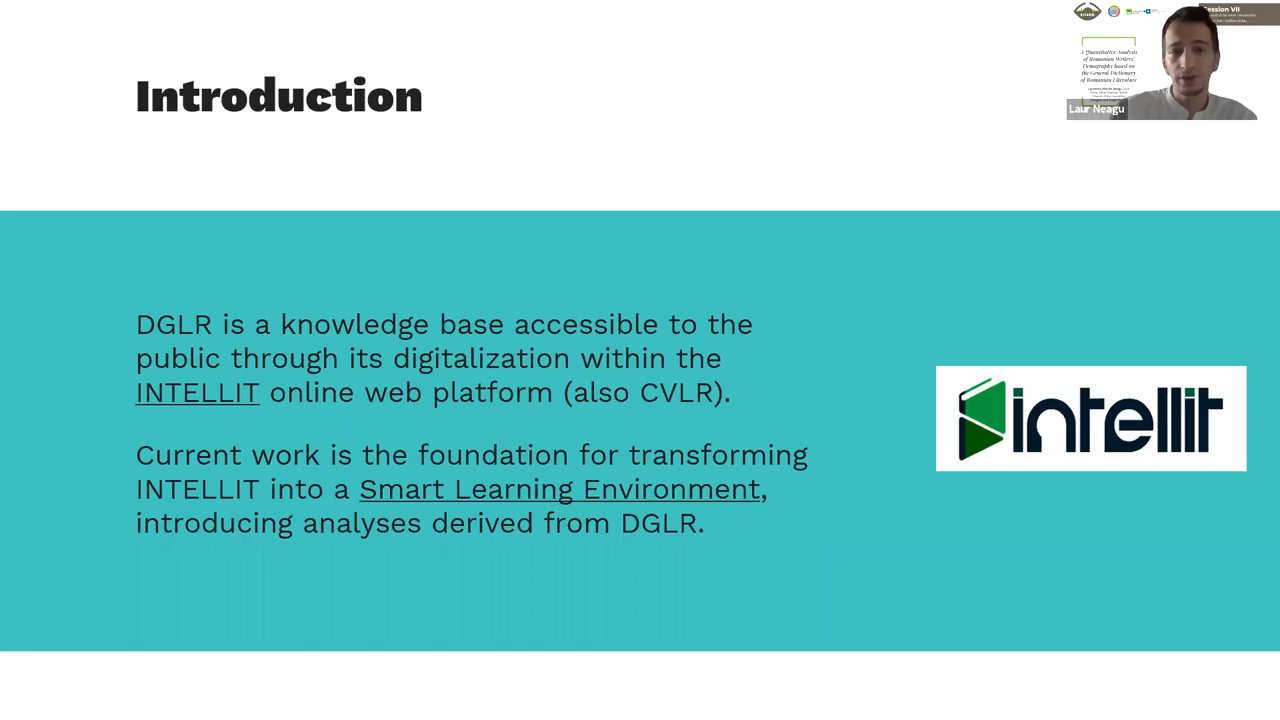 Introduction
DGLR is a knowledge base accessible to the
public through its digitalization within the
INTELLIT online web platform (also CVLR).
Current work is the foundation for transforming
INTELLIT into a Smart Learning Environment,
introducing analyses derived from DGLR.
intellit
Session VII
A Quantitative Analysis
of Romanian Writers'
Demography based on
the General Dictionary
of Romanian Literature
Laur Neagu